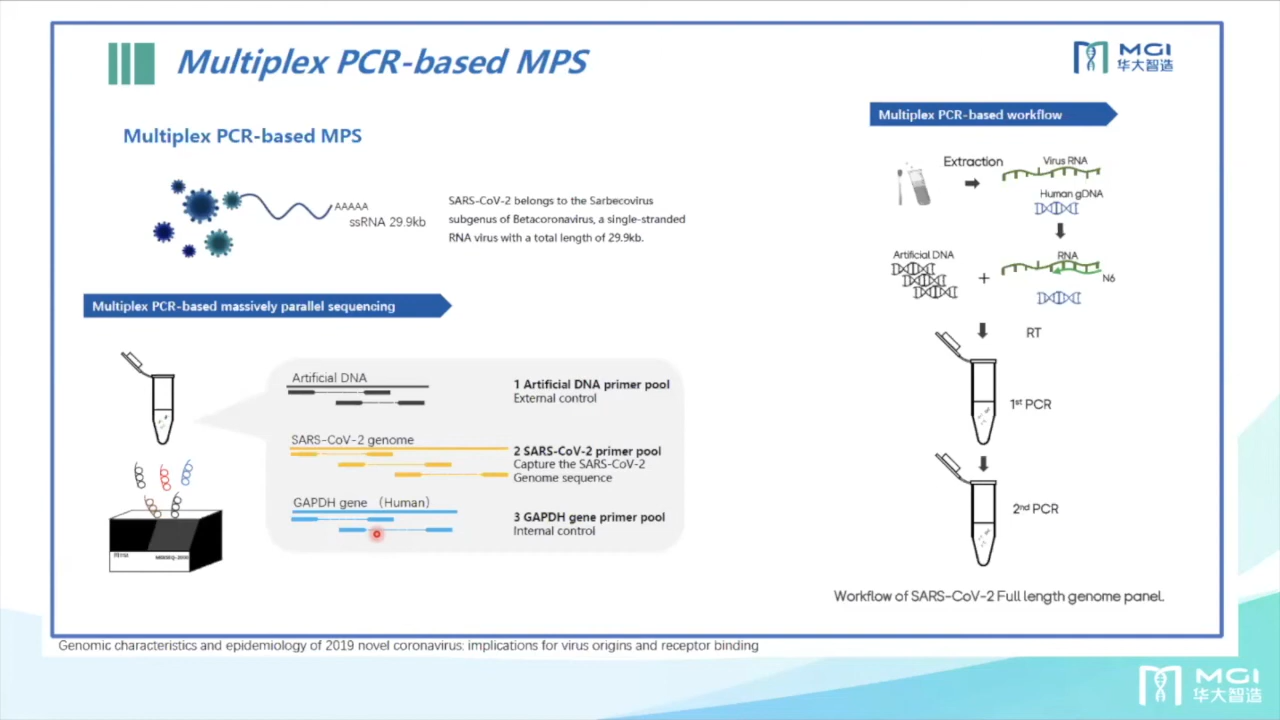 Multiplex PCR-based MPS
MGI
华大智造
Multiplex PCR-based MPS
AAAAA
ssRNA 29.9kb
SARS-CoV-2 belongs to the Sarbecovirus
subgenus of Betacoronavirus, a single-stranded
RNA virus with a total length of 29.9kb.
Multiplex PCR-based massively parallel sequencing
Artificial DNA
1 Artificial DNA primer pool
External control
SARS-CoV-2 genome
2 SARS-CoV-2 primer pool
Capture the SARS-CoV-2
Genome sequence
GAPDH gene （Human）
3 GAPDH gene primer pool
Internal control
Multiplex PCR-based workflow
Extraction
Virus RNA
Human gDNA
Artificial DNA
+
RNA
N6
RT
1st PCR
2nd PCR
Workflow of SARS-CoV-2 Full length genome panel.
Genomic characteristics and epidemiology of 2019 novel coronavirus: implications for virus origins and receptor binding
MGI
华大智造